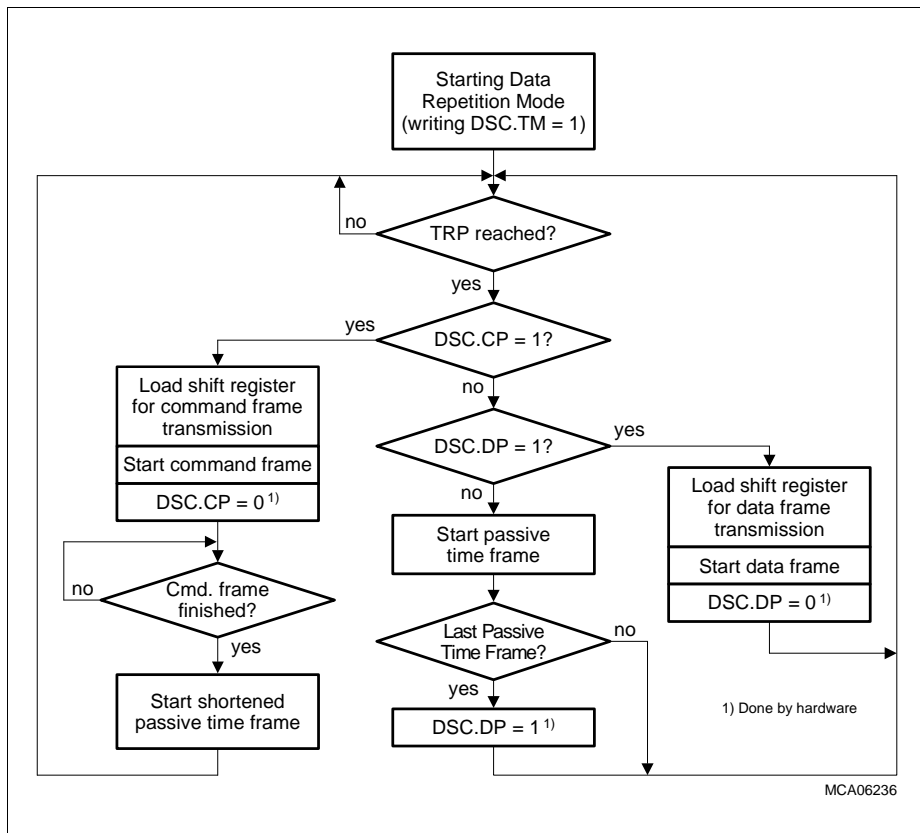 Starting Data
Repetition Mode
(writing DSC.TM = 1)
no
TRP reached?
yes
yes
DSC.CP = 1?
no
Load shift register
for command frame
transmission
Start command frame
DSC.CP = 0 1)
DSC.DP = 1?
yes
no
Load shift register
for data frame
transmission
Start data frame
DSC.DP = 0 1)
Start passive
time frame
no
Cmd. frame
finished?
yes
Last Passive
Time Frame?
no
yes
Start shortened
passive time frame
DSC.DP = 1 1)
1) Done by hardware
MCA06236